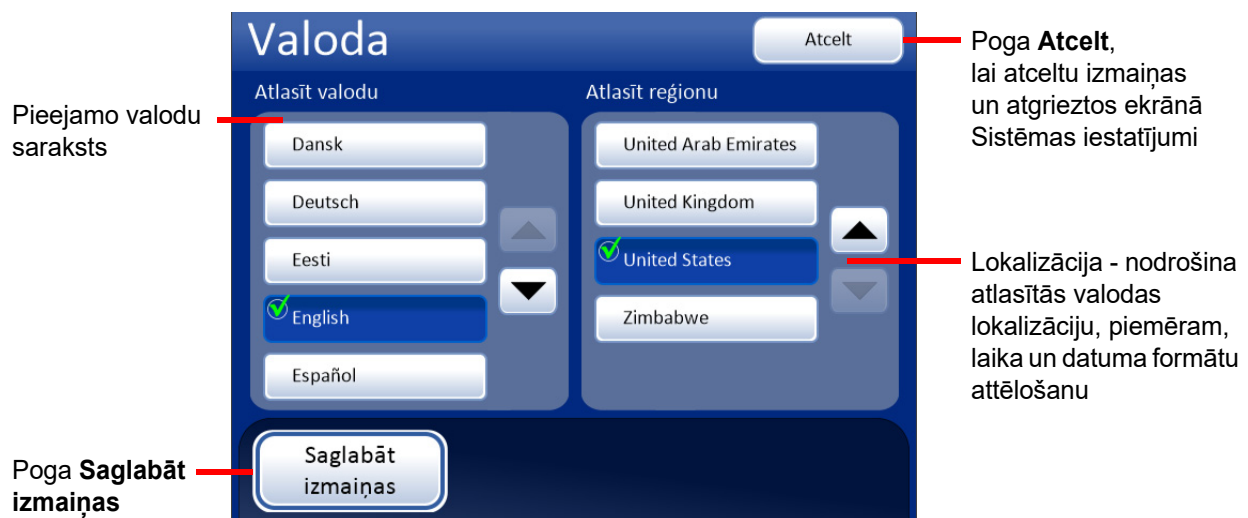 Valoda
Atcelt
Atlasīt valodu
Atlasīt reģionu
Dansk
Deutsch
Eesti
English
Español
United Arab Emirates
United Kingdom
United States
Zimbabwe
Saglabāt
izmaiņas
Pieejamo valodu
saraksts
Poga Saglabāt
izmaiņas
Poga Atcelt,
lai atceltu izmaiņas
un atgrieztos ekrānā
Sistēmas iestatījumi
Lokalizācija - nodrošina
atlasītās valodas
lokalizāciju, piemēram,
laika un datuma formātu
attēlošanu